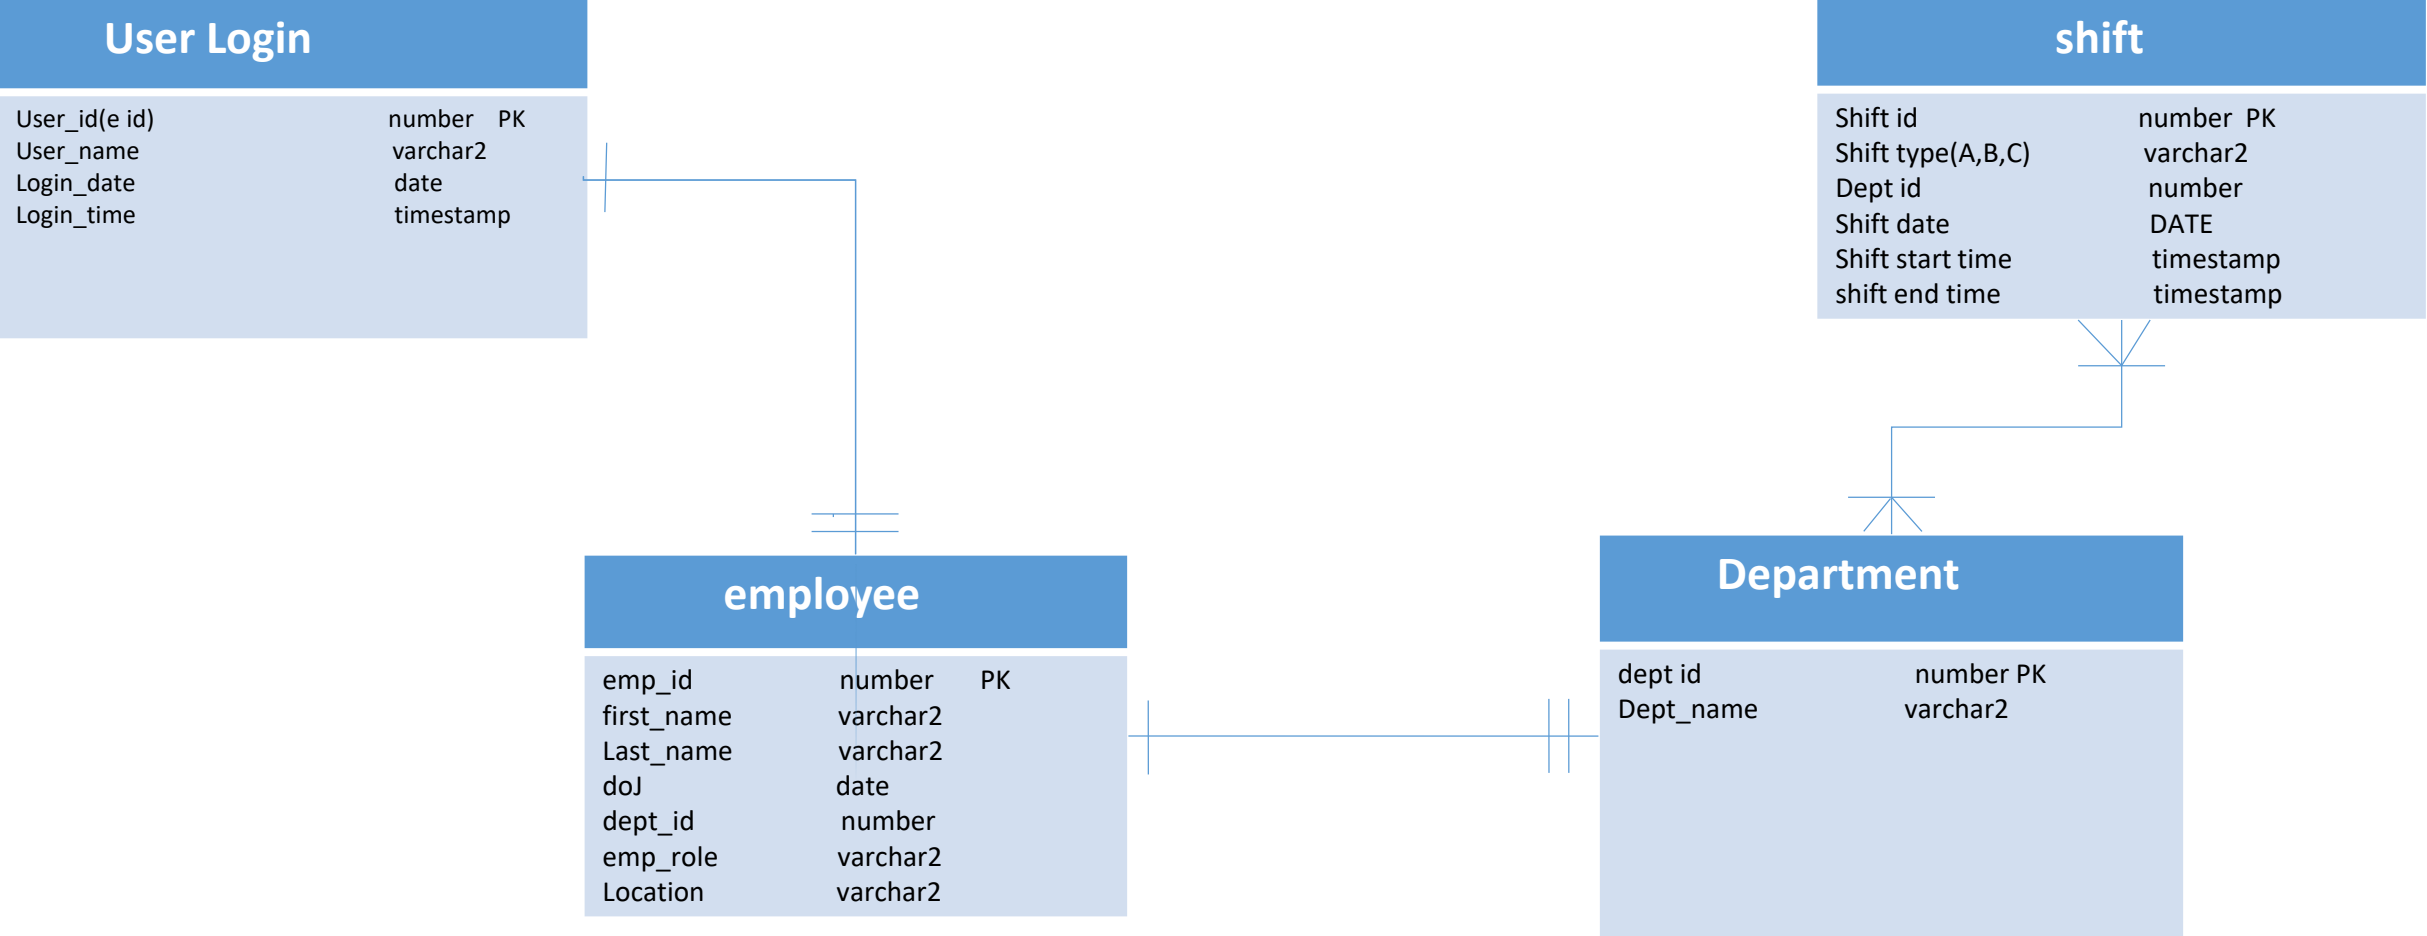 User Login
User_id(e id) number PK
User_name varchar2
Login_date date
Login_time timestamp
shift
Shift id number PK
Shift type(A,B,C) varchar2
Dept id number
Shift date DATE
Shift start time timestamp
shift end time timestamp
employee
emp_id number PK
first_name varchar2
Last_name varchar2
doJ date
dept_id number
emp_role varchar2
Location varchar2
Department
dept id number PK
Dept_name varchar2